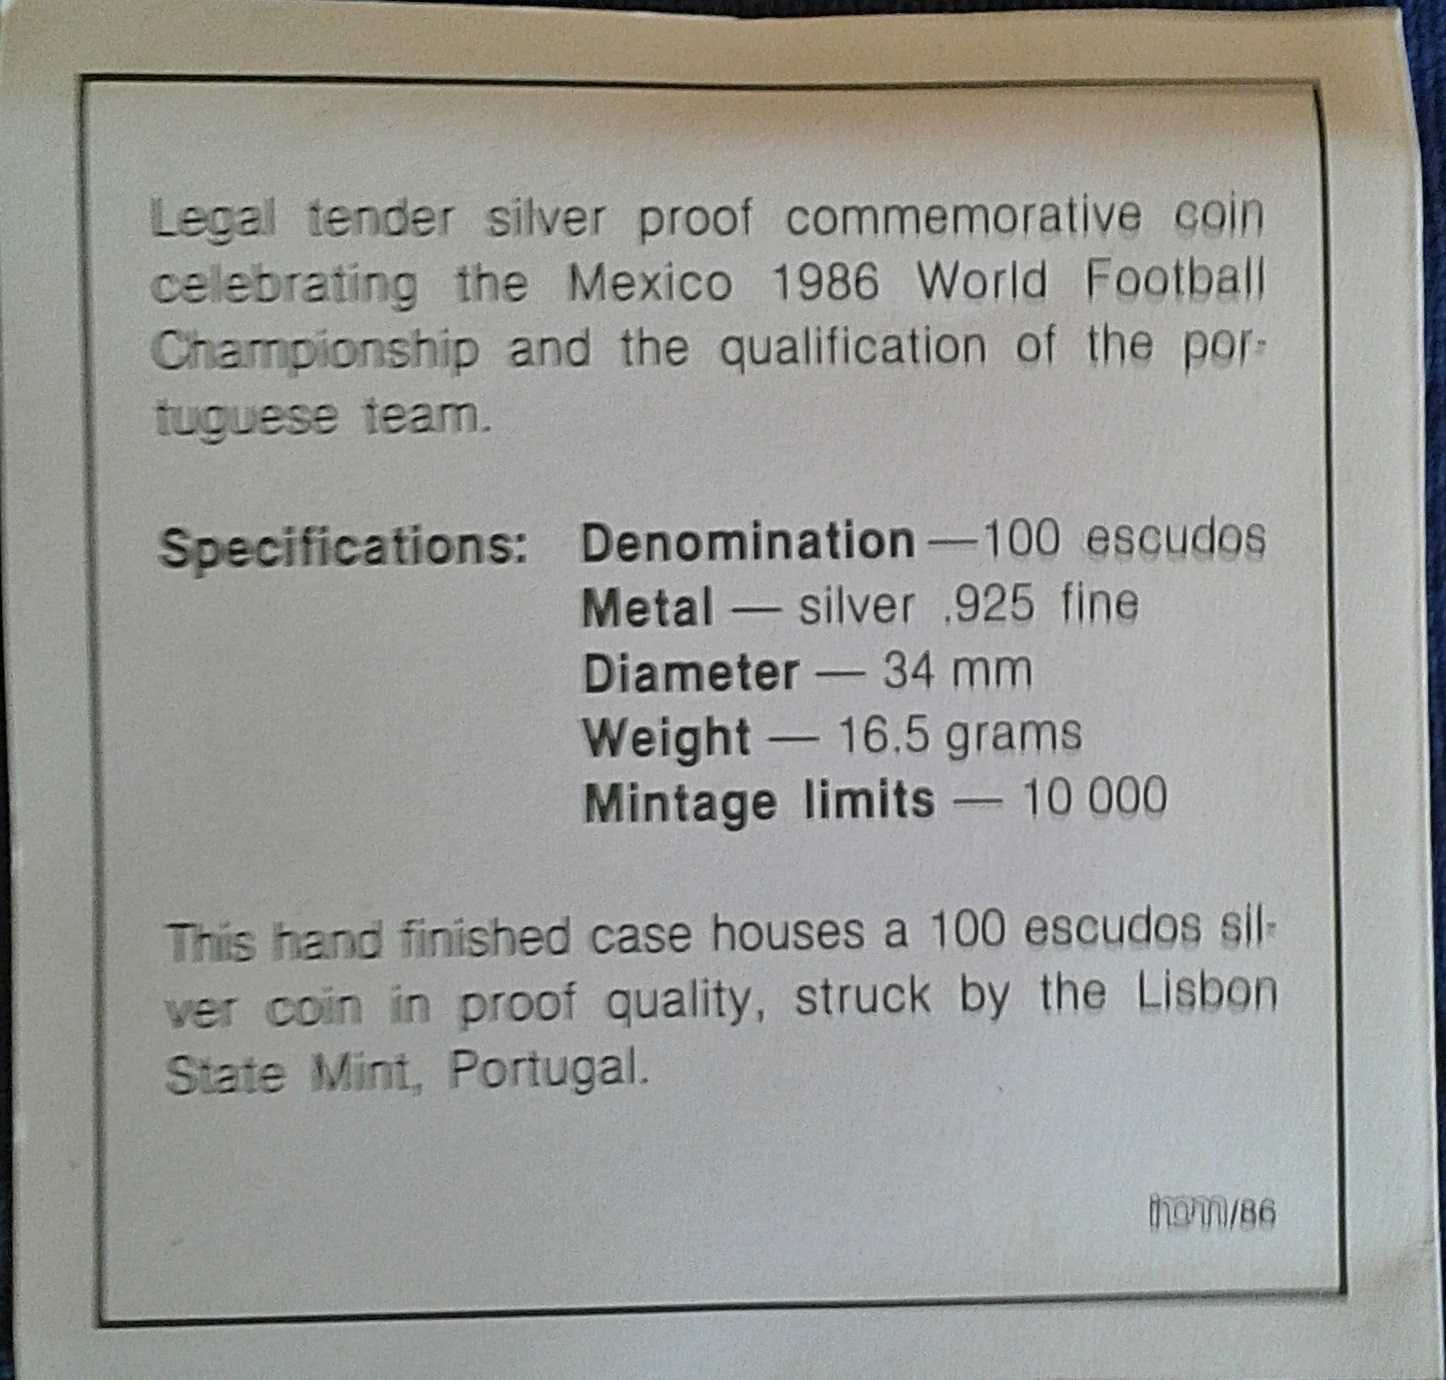 Legal tender silver proof commemorative coin
celebrating the Mexico 1986 World Football
Championship and the qualification of the por-
tuguese team.
Specifications: Denomination — 100 escudos
Metal — silver .925 fine
Diameter — 34 mm
Weight — 16.5 grams
Mintage limits — 10 000
This hand finished case houses a 100 escudos sil-
ver coin in proof quality, struck by the Lisbon
State Mint, Portugal.
/86